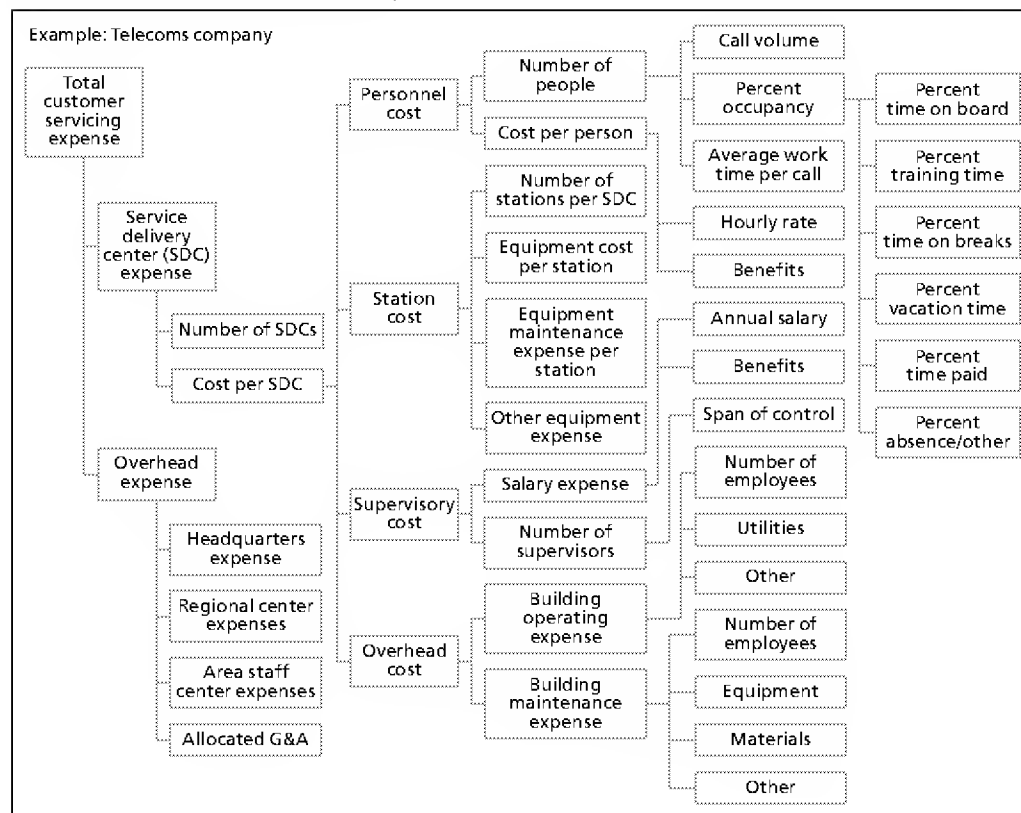 Example: Telecoms company
Total
customer
servicing
expense
Service
delivery
center (SDC)
expense
Number of SDCs
Cost per SDC
Overhead
expense
Headquarters
expense
Regional center
expenses
Area staff
center expenses
Allocated G&A
Personnel
cost
Station
cost
Supervisory
cost
Overhead
cost
Number of
people
Cost per person
Number of
stations per SDC
Equipment cost
per station
Equipment
maintenance
expense per
station
Other equipment
expense
Salary expense
Number of
supervisors
Building
operating
expense
Building
maintenance
expense
Call volume
Percent
occupancy
Average work
time per call
Hourly rate
Benefits
Annual salary
Benefits
Span of control
Number of
employees
Utilities
Other
Number of
employees
Equipment
Materials
Other
Percent
time on board
Percent
training time
Percent
time on breaks
Percent
vacation time
Percent
time paid
Percent
absence/other